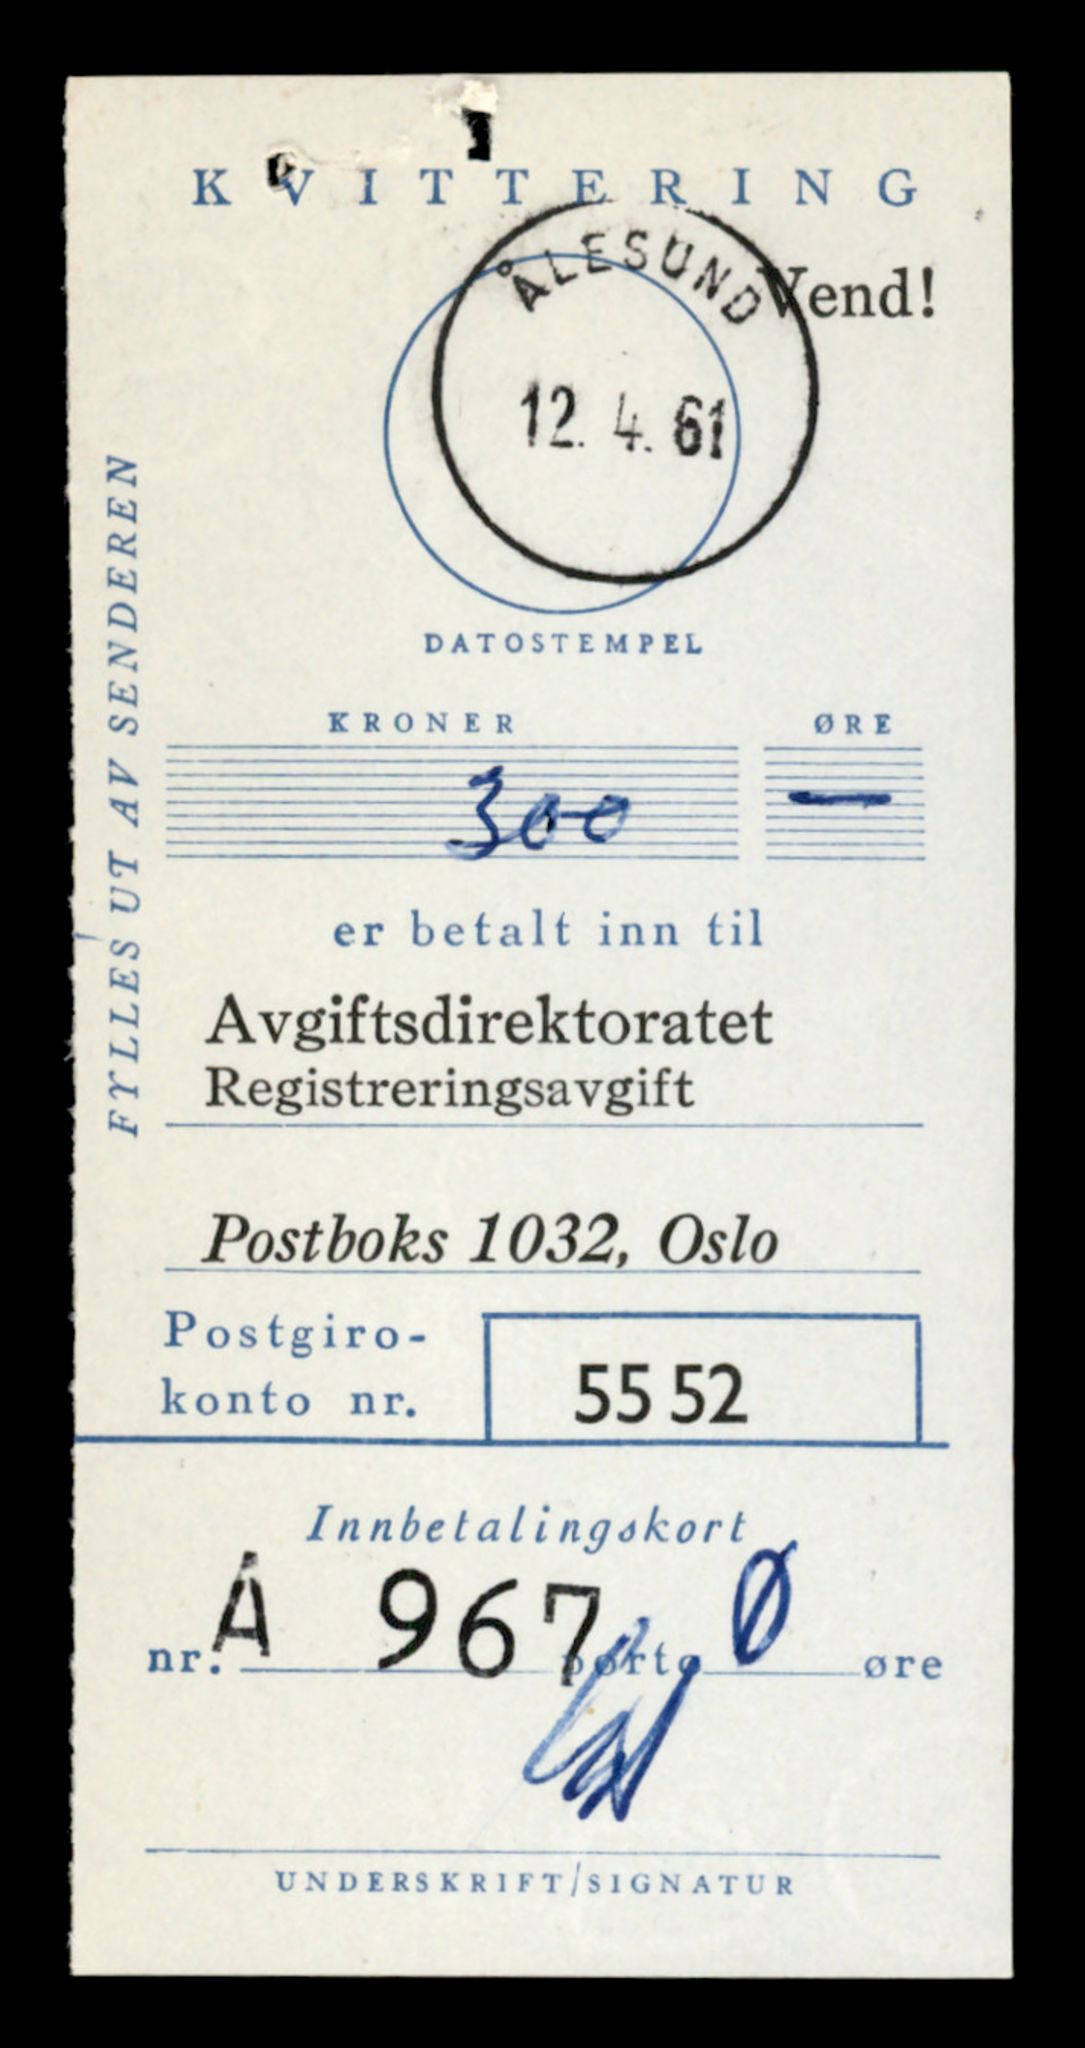 KVITTERING
Vend!
ÅLESUND
12. 4. 61
DATOSTEMPEL
FYLLES UT AV SENDEREN
KRONER ØRE
300 —
er betalt inn til
Avgiftsdirektoratet
Registreringsavgift
Postboks 1032, Oslo
Postgiro-
konto nr. 55 52
Innbetalingskort
nr. A 967 porto Ø øre
UNDERSKRIFT/SIGNATUR